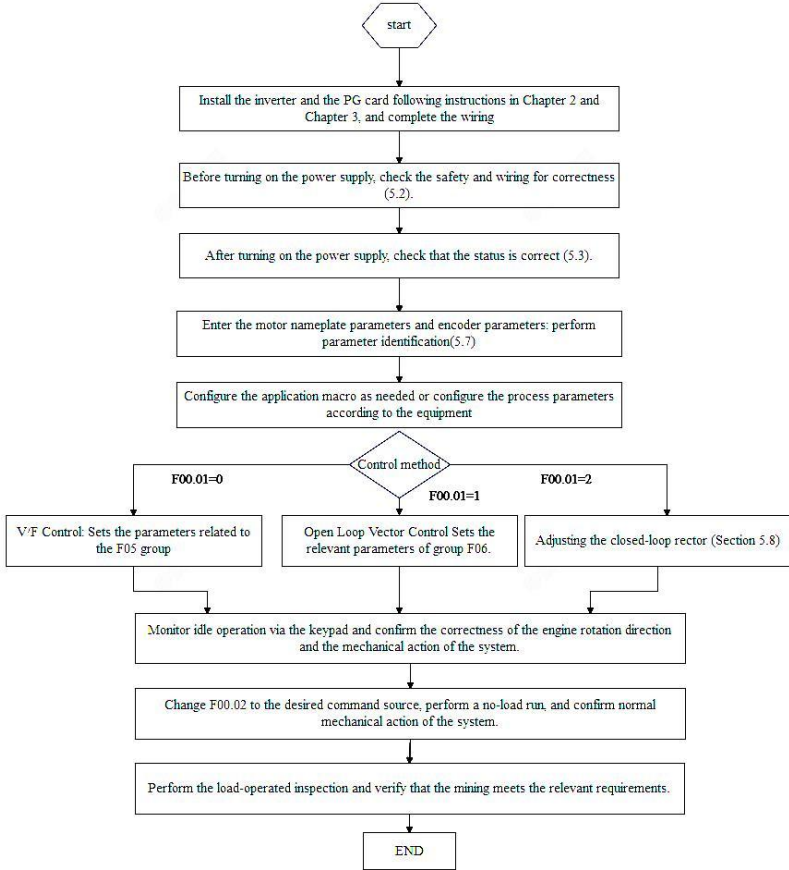 start
Install the inverter and the PG card following instructions in Chapter 2 and
Chapter 3, and complete the wiring
Before turning on the power supply, check the safety and wiring for correctness
(5.2).
After turning on the power supply, check that the status is correct (5.3).
Enter the motor nameplate parameters and encoder parameters: perform
parameter identification(5.7)
Configure the application macro as needed or configure the process parameters
according to the equipment
Control method
F00.01=0
F00.01=1
F00.01=2
V/F Control: Sets the parameters related to
the F05 group
Open Loop Vector Control Sets the
relevant parameters of group F06.
Adjusting the closed-loop rector (Section 5.8)
Monitor idle operation via the keypad and confirm the correctness of the engine rotation direction
and the mechanical action of the system.
Change F00.02 to the desired command source, perform a no-load run, and confirm normal
mechanical action of the system.
Perform the load-operated inspection and verify that the mining meets the relevant requirements.
END